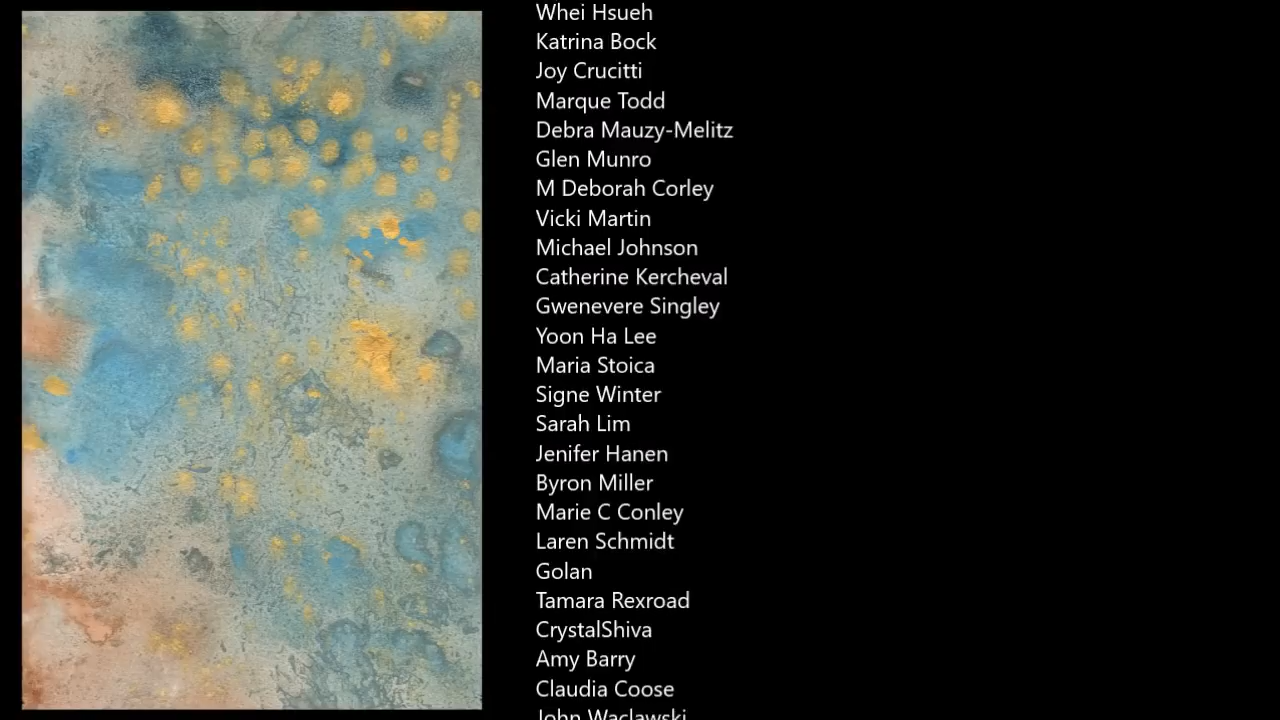 Whei Hsueh
Katrina Bock
Joy Crucitti
Marque Todd
Debra Mauzy-Melitz
Glen Munro
M Deborah Corley
Vicki Martin
Michael Johnson
Catherine Kercheval
Gwenevere Singley
Yoon Ha Lee
Maria Stoica
Signe Winter
Sarah Lim
Jenifer Hanen
Byron Miller
Marie C Conley
Laren Schmidt
Golan
Tamara Rexroad
CrystalShiva
Amy Barry
Claudia Coose
John Waclawski